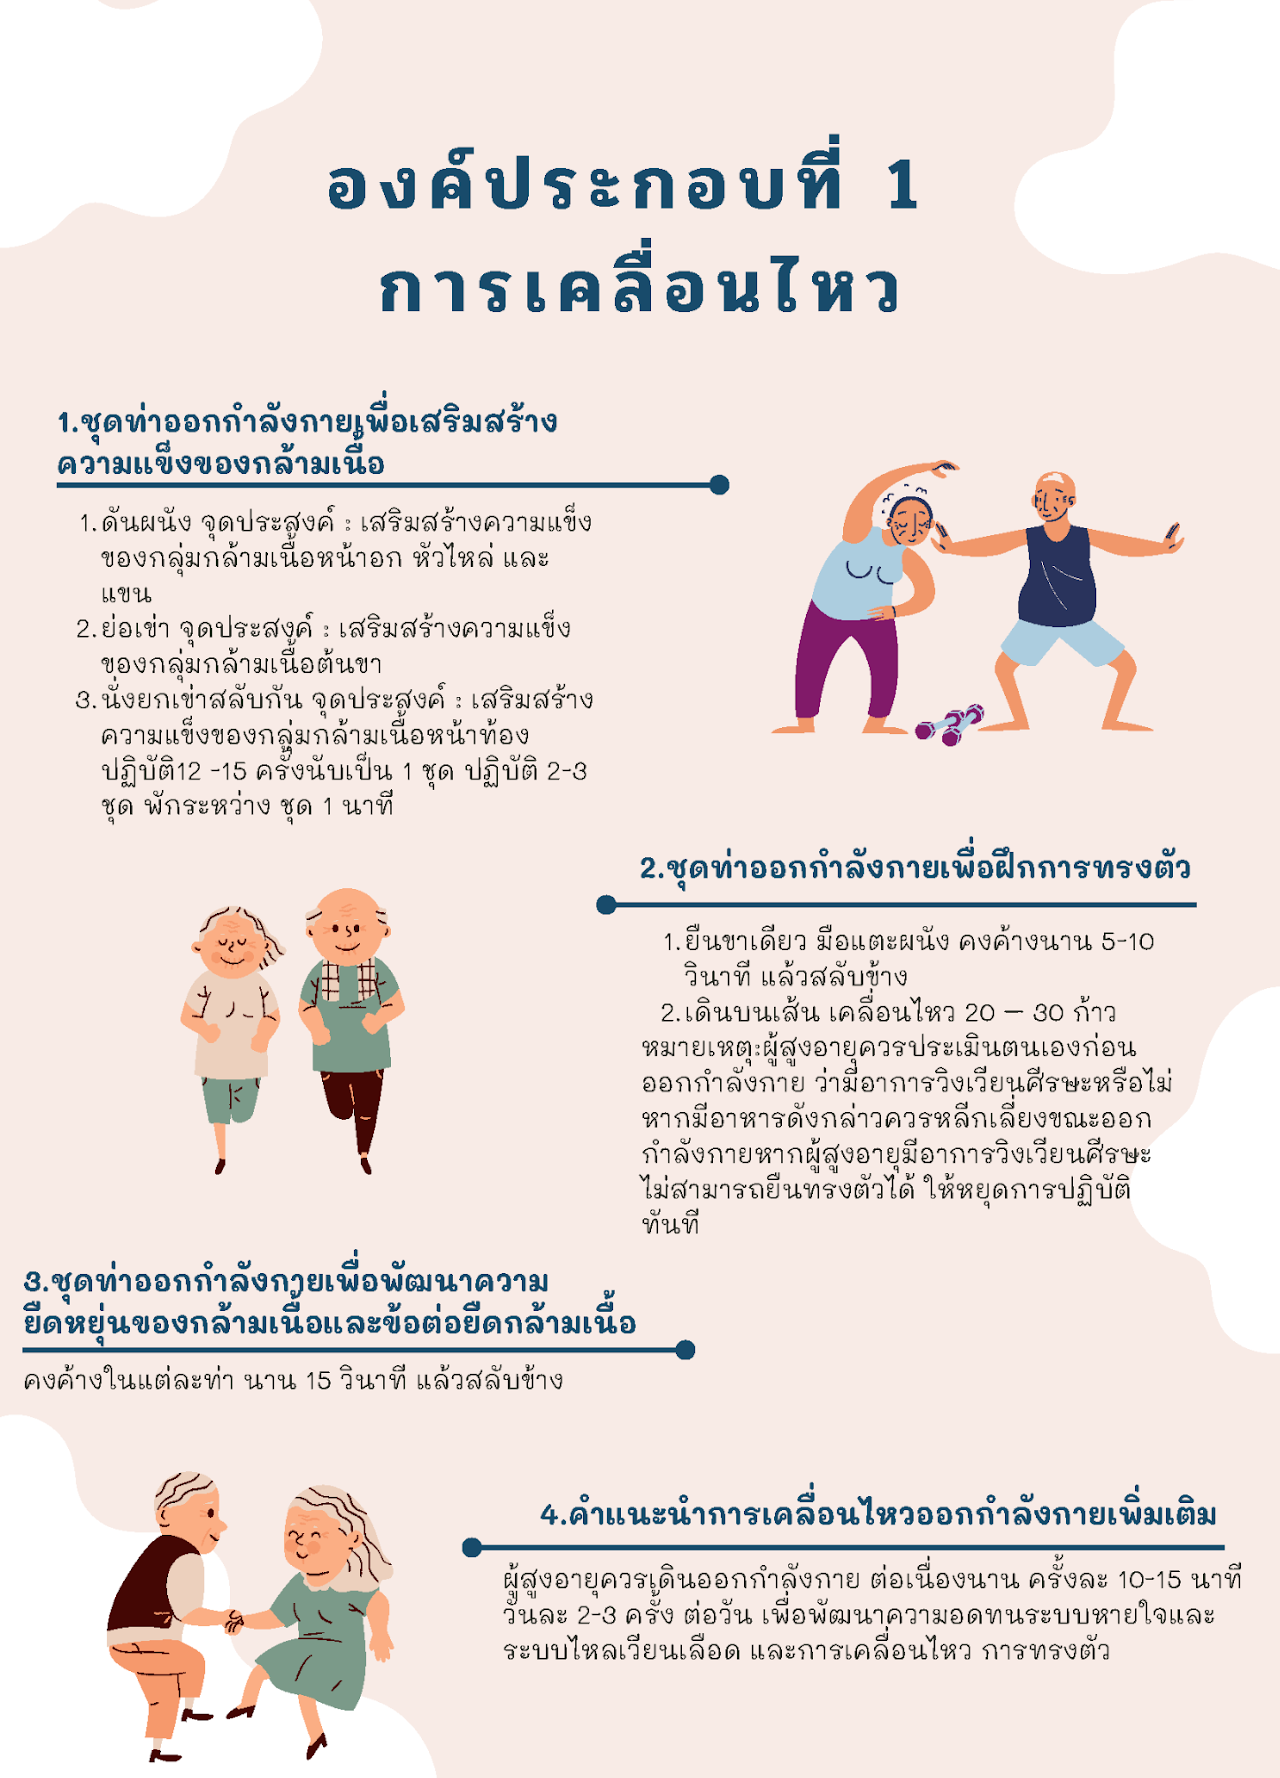 องค์ประกอบที่ 1
การเคลื่อนไหว
1.ชุดท่าออกกำลังกายเพื่อเสริมสร้าง
ความแข็งของกล้ามเนื้อ
1. ดันผนัง จุดประสงค์ : เสริมสร้างความแข็ง
ของกลุ่มกล้ามเนื้อหน้าอก หัวไหล่ และ
แขน
2. ย่อเข่า จุดประสงค์ : เสริมสร้างความแข็ง
ของกลุ่มกล้ามเนื้อต้นขา
3. นั่งยกเข่าสลับกัน จุดประสงค์ : เสริมสร้าง
ความแข็งของกลุ่มกล้ามเนื้อหน้าท้อง
ปฏิบัติ12 -15 ครั้งนับเป็น 1 ชุด ปฏิบัติ 2-3
ชุด พักระหว่าง ชุด 1 นาที
2.ชุดท่าออกกำลังกายเพื่อฝึกการทรงตัว
1. ยืนขาเดียว มือแตะผนัง คงค้างนาน 5-10
วินาที แล้วสลับข้าง
2. เดินบนเส้น เคลื่อนไหว 20 – 30 ก้าว
หมายเหตุ:ผู้สูงอายุควรประเมินตนเองก่อน
ออกกำลังกาย ว่ามีอาการวิงเวียนศีรษะหรือไม่
หากมีอาหารดังกล่าวควรหลีกเลี่ยงขณะออก
กำลังกายหากผู้สูงอายุมีอาการวิงเวียนศีรษะ
ไม่สามารถยืนทรงตัวได้ ให้หยุดการปฏิบัติ
ทันที
3.ชุดท่าออกกำลังกายเพื่อพัฒนาความ
ยืดหยุ่นของกล้ามเนื้อและข้อต่อยืดกล้ามเนื้อ
คงค้างในแต่ละท่า นาน 15 วินาที แล้วสลับข้าง
4.คำแนะนำการเคลื่อนไหวออกกำลังกายเพิ่มเติม
ผู้สูงอายุควรเดินออกกำลังกาย ต่อเนื่องนาน ครั้งละ 10-15 นาที
วันละ 2-3 ครั้ง ต่อวัน เพื่อพัฒนาความอดทนระบบหายใจและ
ระบบไหลเวียนเลือด และการเคลื่อนไหว การทรงตัว